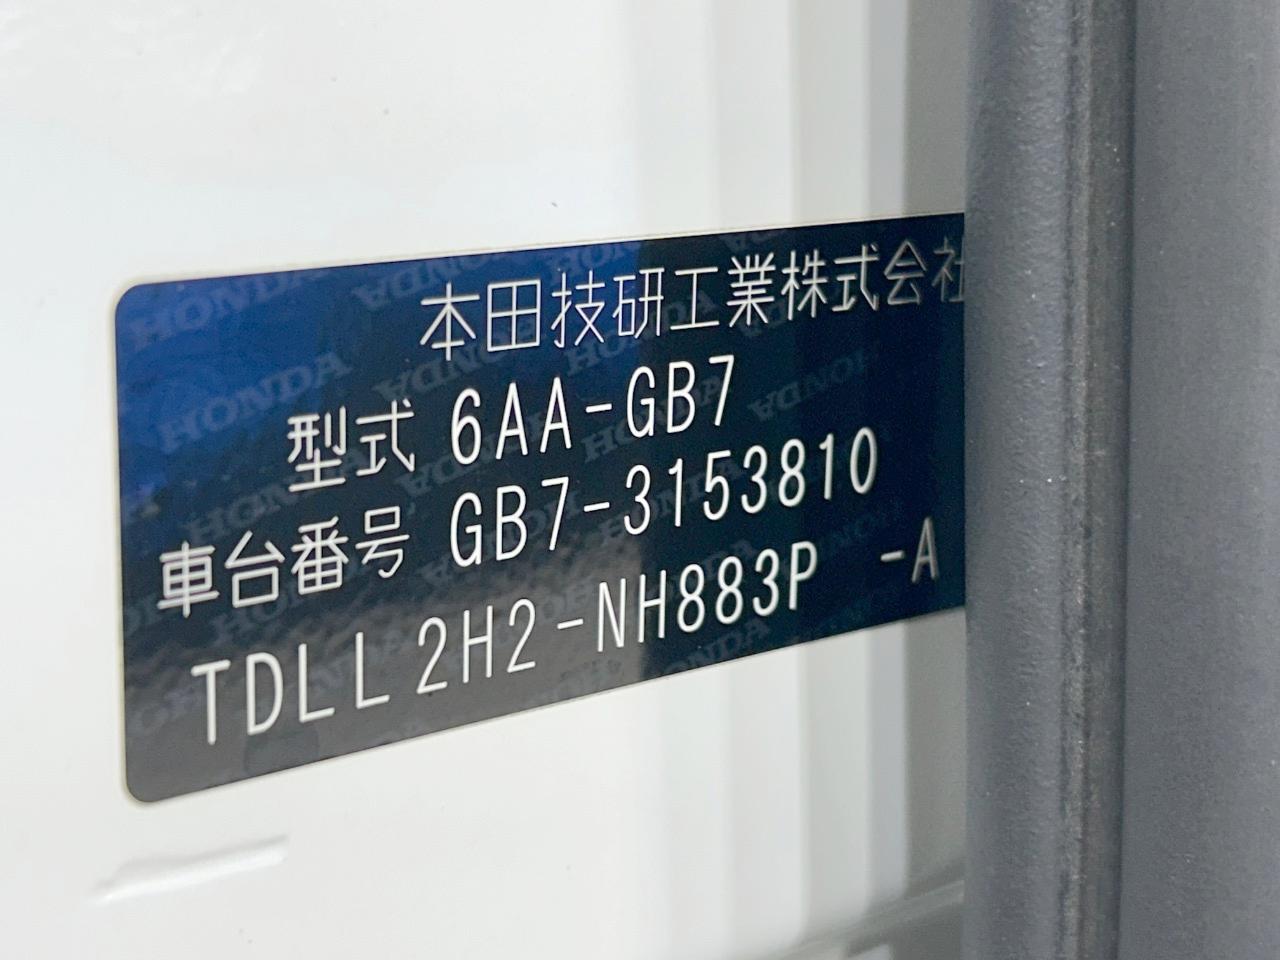 本田技研工業株式会社
型式 6AA-GB7
車台番号 GB7-3153810
TDLL 2H2-NH883P -A